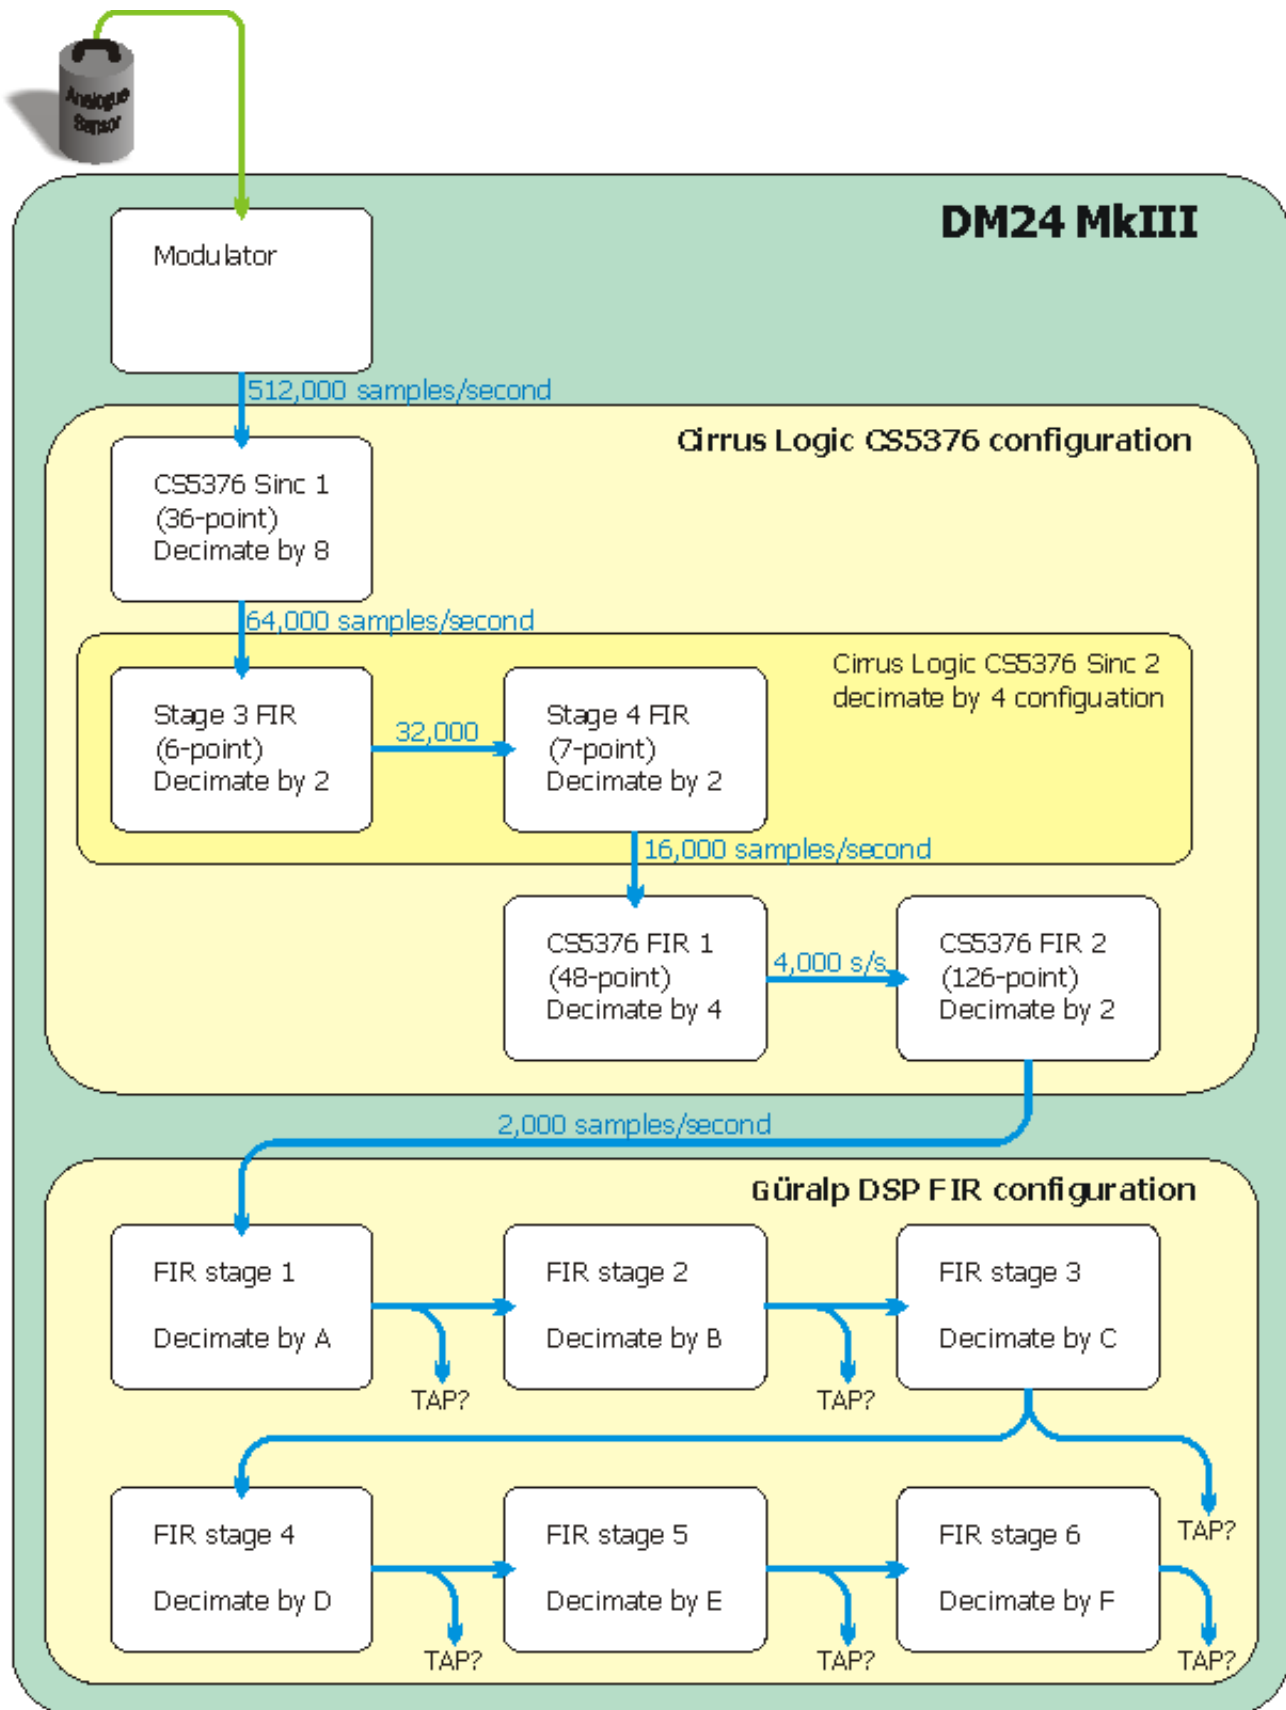 Analogue
Sensor
DM24 MkIII
Modulator
512,000 samples/second
Cirrus Logic CS5376 configuration
CS5376 Sinc 1
(36-point)
Decimate by 8
64,000 samples/second
Cirrus Logic CS5376 Sinc 2
decimate by 4 configuation
Stage 3 FIR
(6-point)
Decimate by 2
32,000
Stage 4 FIR
(7-point)
Decimate by 2
16,000 samples/second
CS5376 FIR 1
(48-point)
Decimate by 4
4,000 s/s
CS5376 FIR 2
(126-point)
Decimate by 2
2,000 samples/second
Güralp DSP FIR configuration
FIR stage 1
Decimate by A
TAP?
FIR stage 2
Decimate by B
TAP?
FIR stage 3
Decimate by C
TAP?
FIR stage 4
Decimate by D
TAP?
FIR stage 5
Decimate by E
TAP?
FIR stage 6
Decimate by F
TAP?